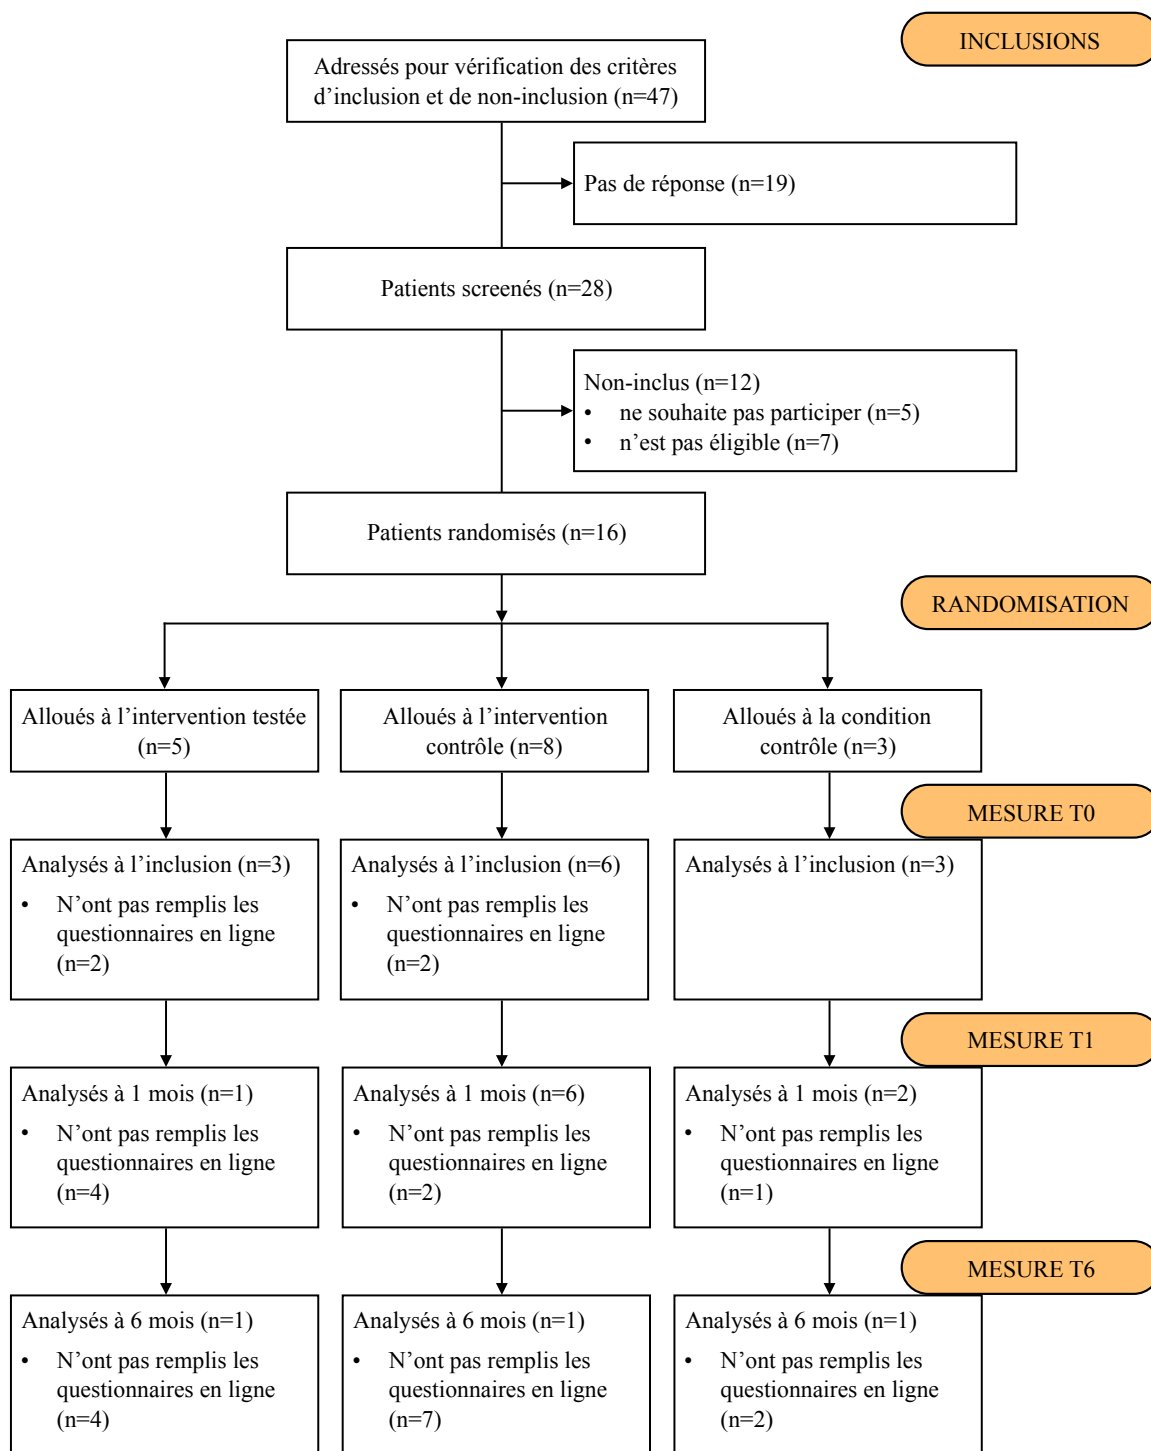 INCLUSIONS
Adressés pour vérification des critères
d’inclusion et de non-inclusion (n=47)
Pas de réponse (n=19)
Patients screenés (n=28)
Non-inclus (n=12)
• ne souhaite pas participer (n=5)
• n’est pas éligible (n=7)
Patients randomisés (n=16)
RANDOMISATION
Alloués à l’intervention testée
(n=5)
Alloués à l’intervention
contrôle (n=8)
Alloués à la condition
contrôle (n=3)
MESURE T0
Analysés à l’inclusion (n=3)
• N’ont pas remplis les
questionnaires en ligne
(n=2)
Analysés à l’inclusion (n=6)
• N’ont pas remplis les
questionnaires en ligne
(n=2)
Analysés à l’inclusion (n=3)
MESURE T1
Analysés à 1 mois (n=1)
• N’ont pas remplis les
questionnaires en ligne
(n=4)
Analysés à 1 mois (n=6)
• N’ont pas remplis les
questionnaires en ligne
(n=2)
Analysés à 1 mois (n=2)
• N’ont pas remplis les
questionnaires en ligne
(n=1)
MESURE T6
Analysés à 6 mois (n=1)
• N’ont pas remplis les
questionnaires en ligne
(n=4)
Analysés à 6 mois (n=1)
• N’ont pas remplis les
questionnaires en ligne
(n=7)
Analysés à 6 mois (n=1)
• N’ont pas remplis les
questionnaires en ligne
(n=2)